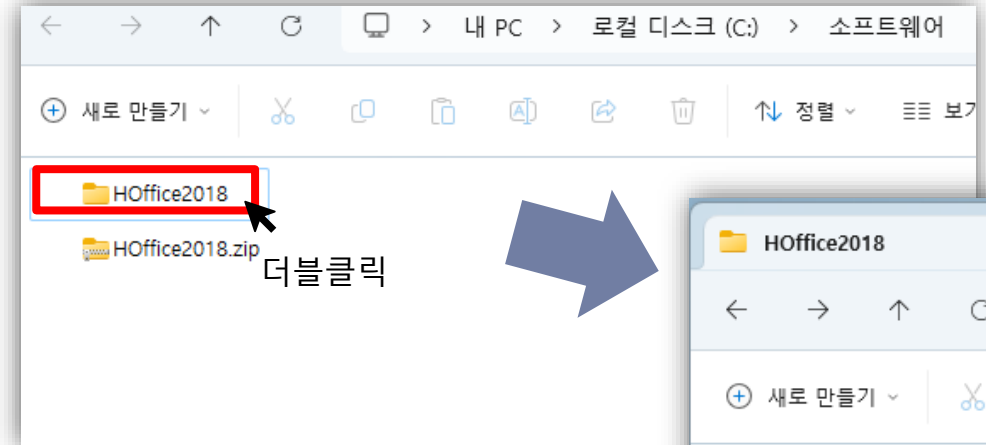 내 PC > 로컬 디스크 (C:) > 소프트웨어
새로 만들기 정렬 보기
HOffice2018
HOffice2018.zip
더블클릭
HOffice2018
새로 만들기